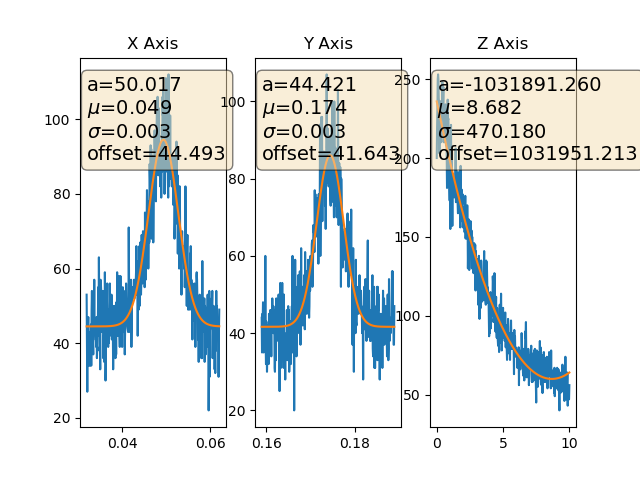 X Axis
a=50.017
μ=0.049
σ=0.003
offset=44.493
100
80
60
40
20
0.04
0.06
Y Axis
a=44.421
μ=0.174
σ=0.003
offset=41.643
100
80
60
40
20
0.16
0.18
Z Axis
a=-1031891.260
μ=8.682
σ=470.180
offset=1031951.213
250
200
150
100
50
0
5
10